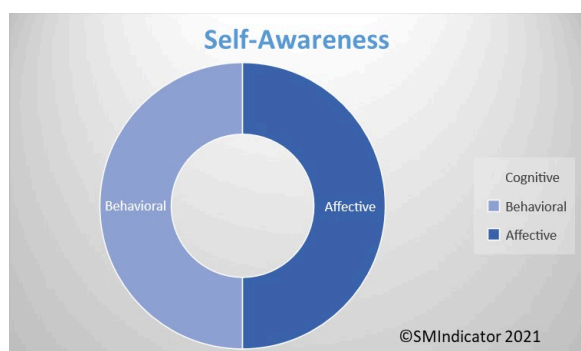 Self-Awareness
Behavioral
Affective
Cognitive
Behavioral
Affective
©SMIndicator 2021